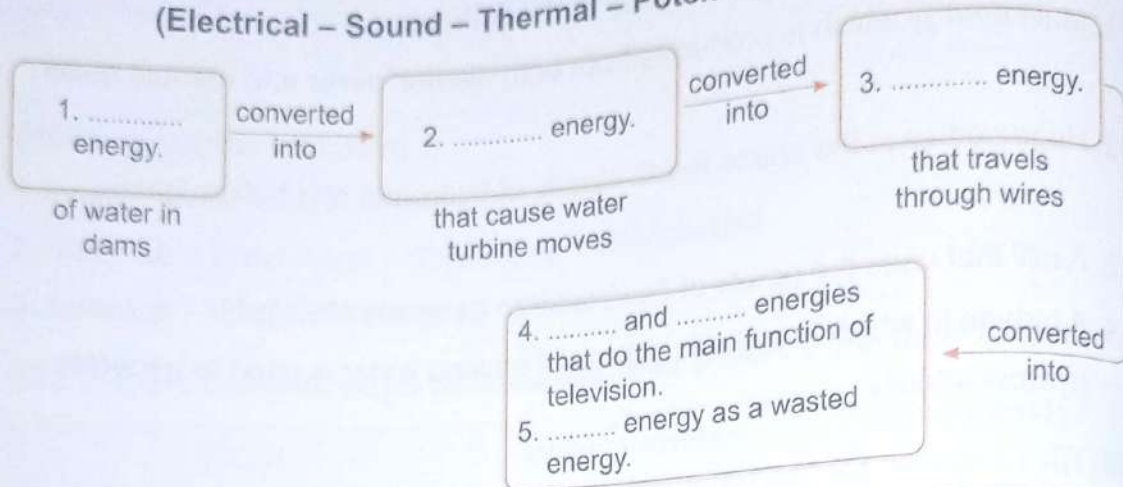 (Electrical – Sound – Thermal –
1. ............
energy.
converted
into
2. ............ energy.
converted
into
3. ............. energy.
of water in
dams
that cause water
turbine moves
that travels
through wires
converted
into
4. ......... and ......... energies
that do the main function of
television.
5. ......... energy as a wasted
energy.